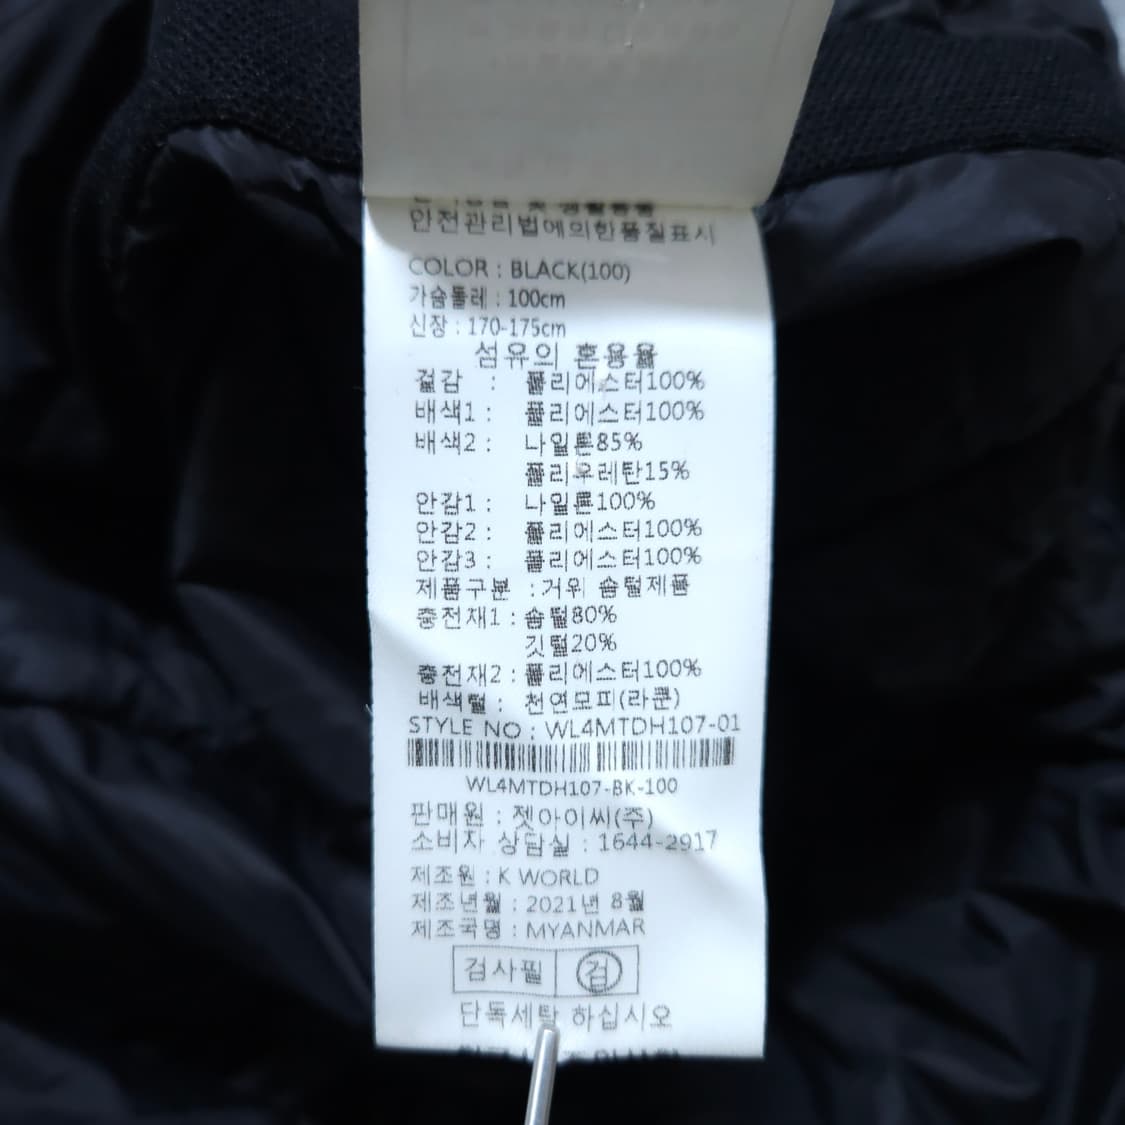 안전관리법에의한품질표시
COLOR : BLACK(100)
가슴둘레 : 100cm
신장 : 170-175cm
섬유의 혼용율
겉감 : 폴리에스터100%
배색1 : 폴리에스터100%
배색2 : 나일론85%
폴리우레탄15%
안감1 : 나일론100%
안감2 : 폴리에스터100%
안감3 : 폴리에스터100%
제품구분 : 거위 솜털제품
충전재1 : 솜털80%
깃털20%
충전재2 : 폴리에스터100%
배색털 : 천연모피(라쿤)
STYLE NO : WL4MTDH107-01
WL4MTDH107-BK-100
판매원 : 젯아이씨(주)
소비자 상담실 : 1644-2917
제조원 : K WORLD
제조년월 : 2021년 8월
제조국명 : MYANMAR
검사필 검
단독세탁 하십시오